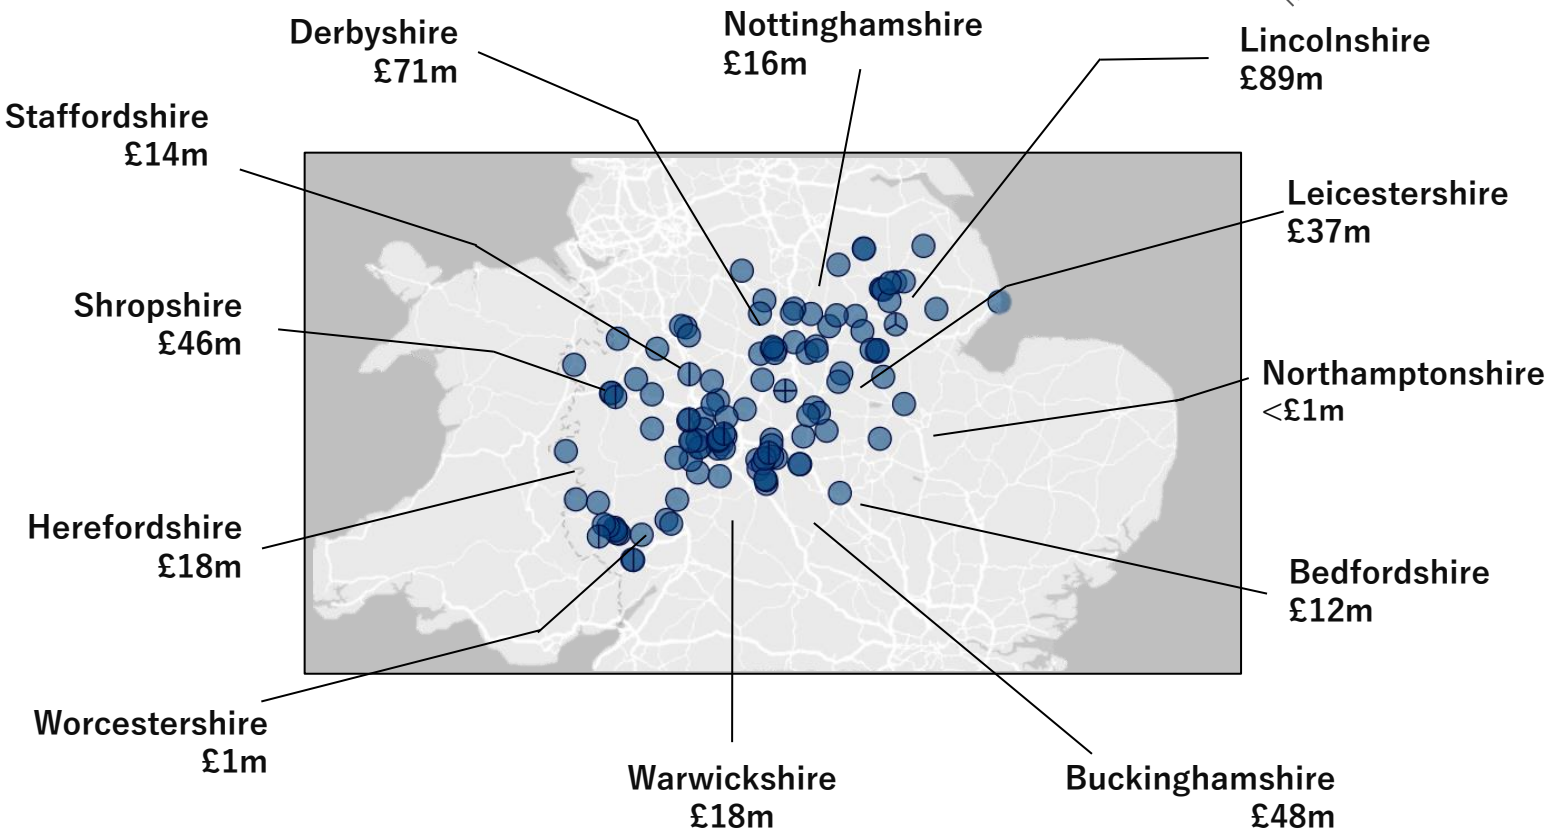 Derbyshire
£71m
Nottinghamshire
£16m
Lincolnshire
£89m
Staffordshire
£14m
Leicestershire
£37m
Shropshire
£46m
Northamptonshire
<£1m
Herefordshire
£18m
Bedfordshire
£12m
Worcestershire
£1m
Warwickshire
£18m
Buckinghamshire
£48m